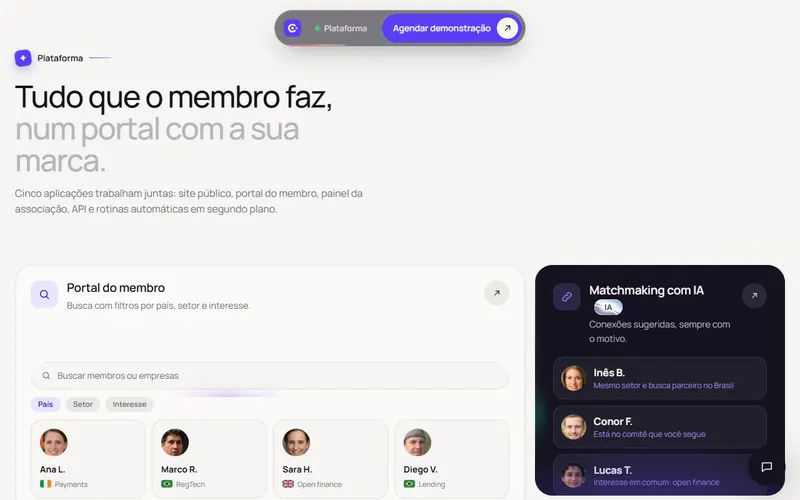 Plataforma
Agendar demonstração
Plataforma
Tudo que o membro faz,
num portal com a sua
marca.
Cinco aplicações trabalham juntas: site público, portal do membro, painel da
associação, API e rotinas automáticas em segundo plano.
Portal do membro
Busca com filtros por país, setor e interesse.
Buscar membros ou empresas
País
Setor
Interesse
Ana L.
Payments
Marco R.
RegTech
Sara H.
Open finance
Diego V.
Lending
Matchmaking com IA
IA
Conexões sugeridas, sempre com
o motivo.
Inês B.
Mesmo setor e busca parceiro no Brasil
Conor F.
Está no comitê que você segue
Lucas T.
Interesse em comum: open finance